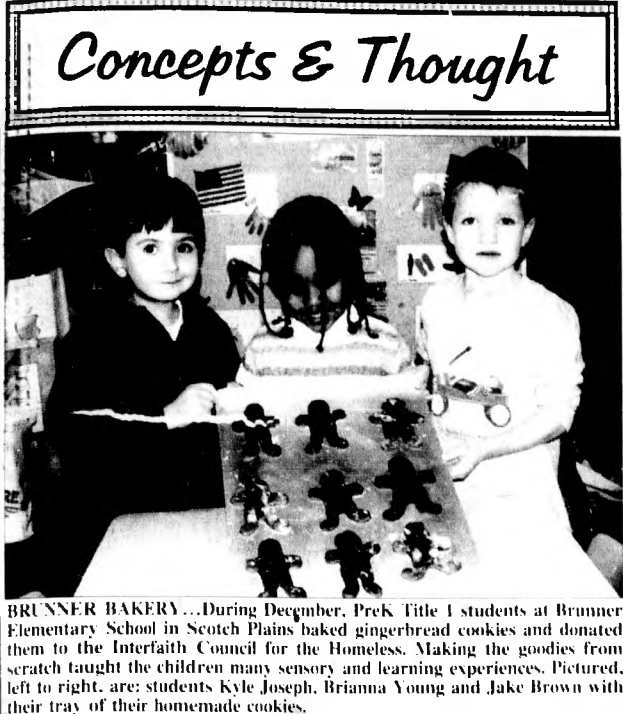 Concepts & Thought
BRUNNER BAKERY...During December, PreK Title 1 students at Brunner
Elementary School in Scotch Plains baked gingerbread cookies and donated
them to the Interfaith Council for the Homeless. Making the goodies from
scratch taught the children many sensory and learning experiences. Pictured,
left to right, are: students Kyle Joseph, Brianna Young and Jake Brown with
their tray of their homemade cookies.